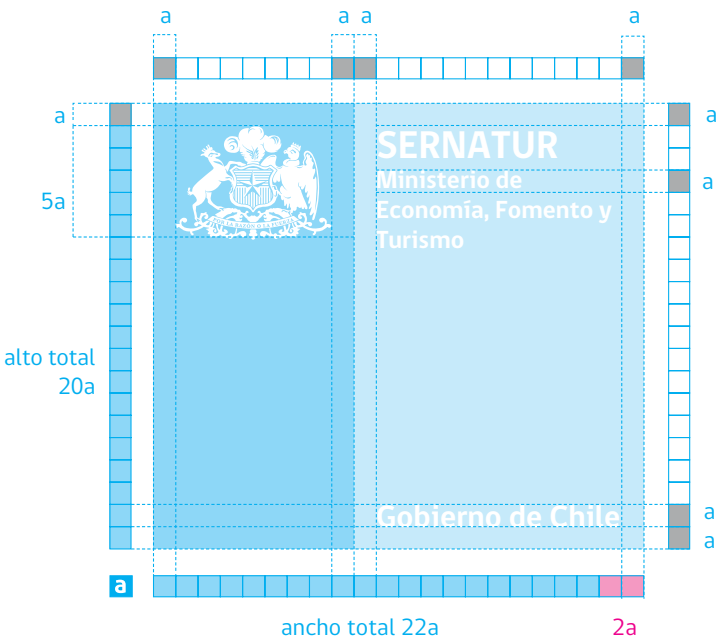 a
a a
a
a
a
SERNATUR
Ministerio de
a
5a
Economía, Fomento y
Turismo
alto total
20a
Gobierno de Chile
a
a
a
ancho total 22a
2a